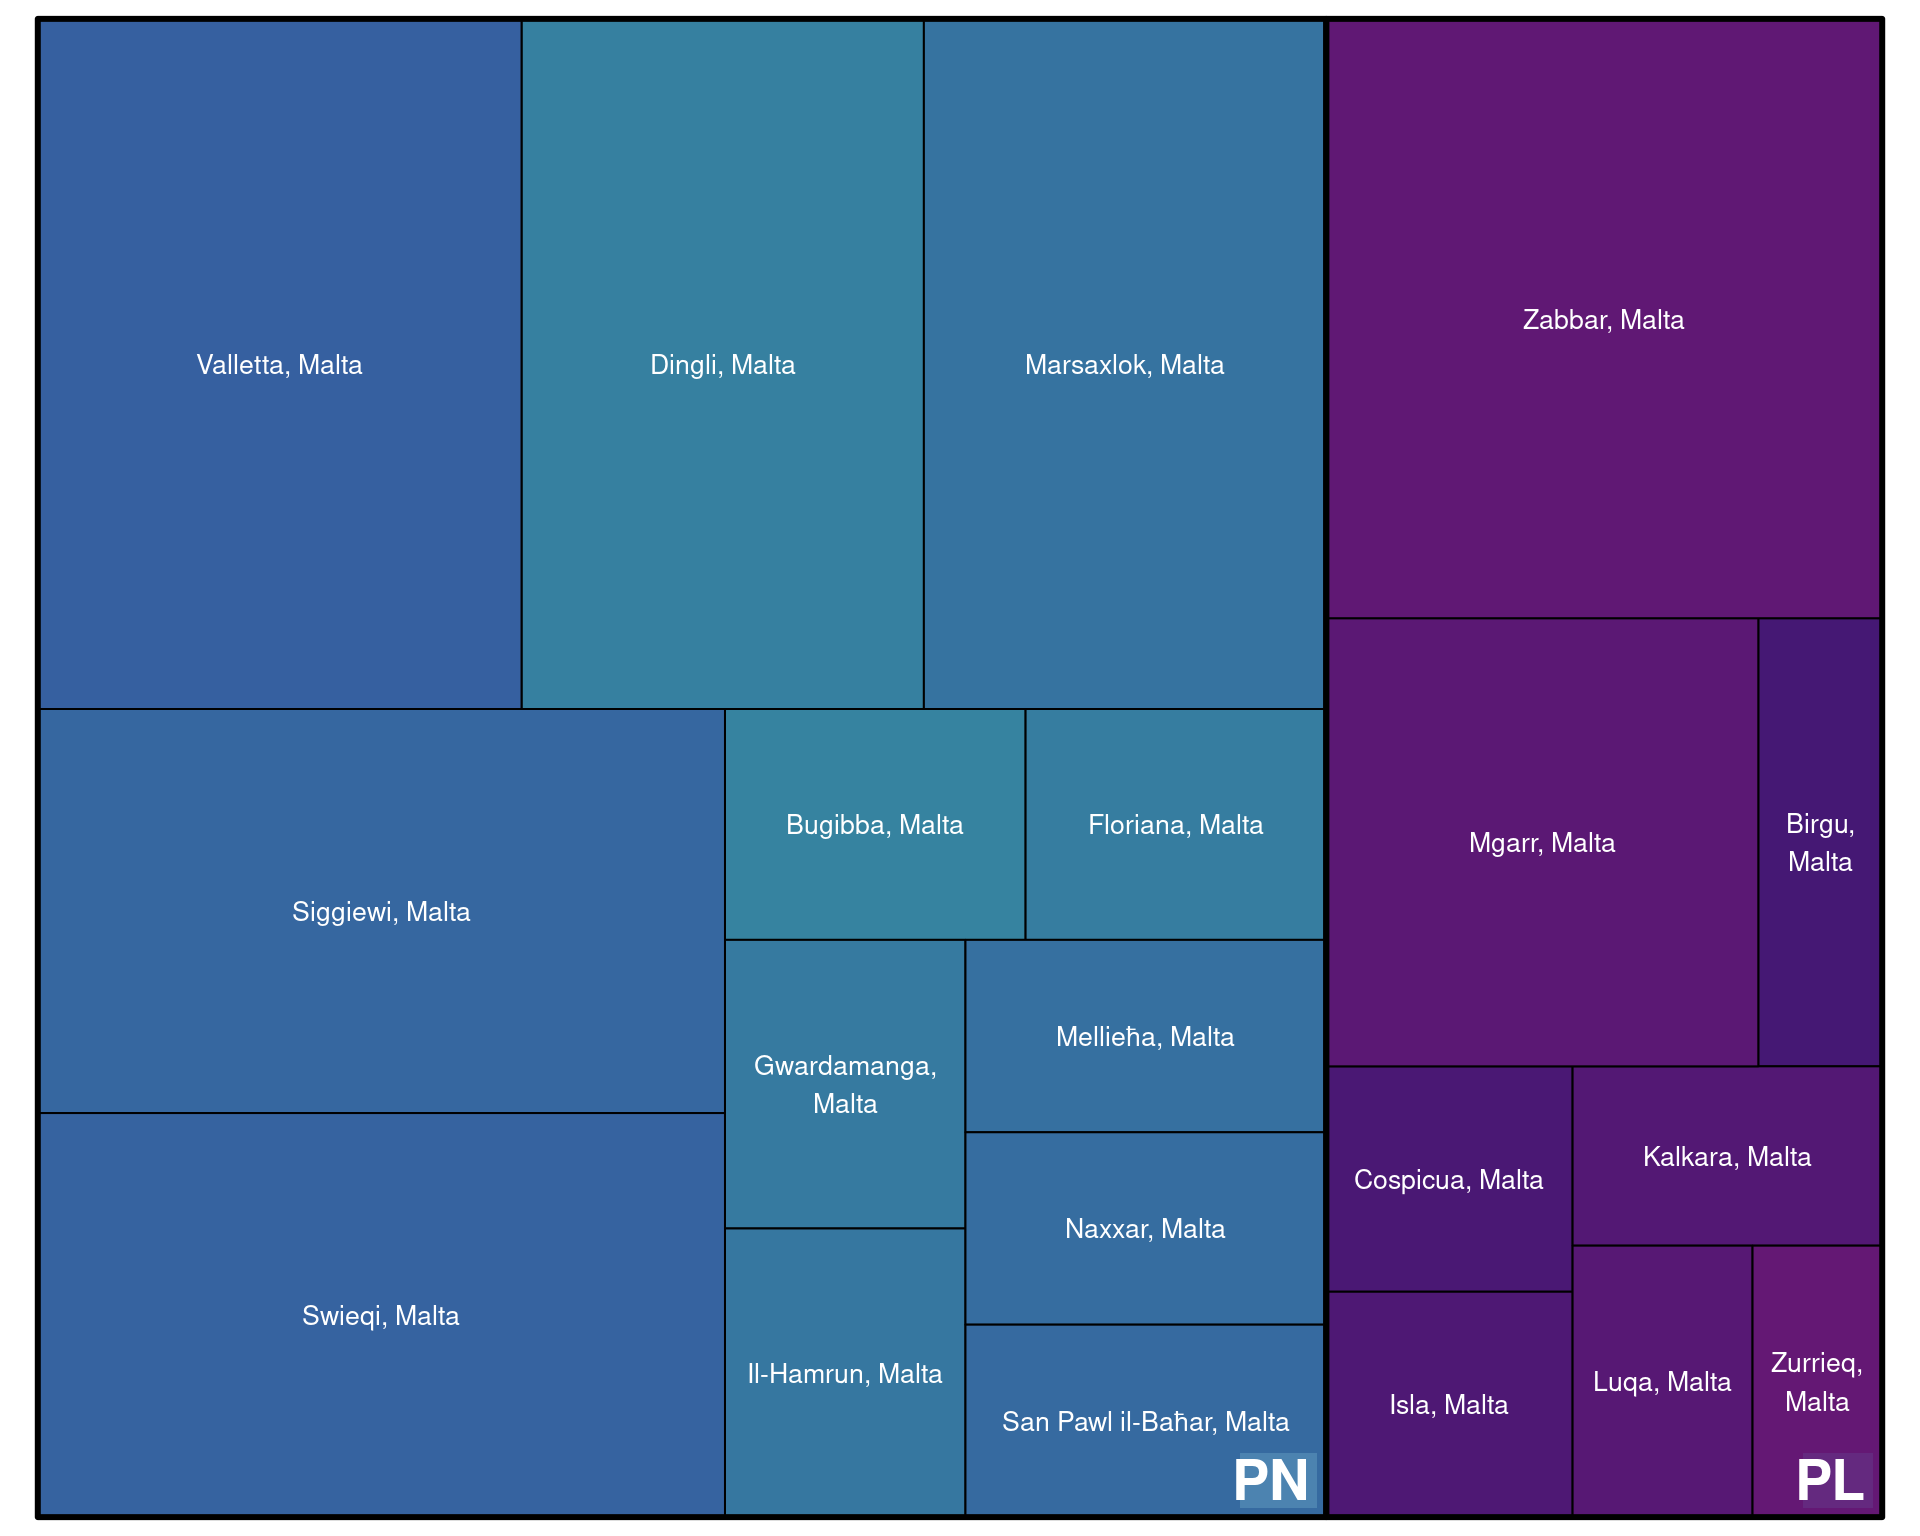 Valletta, Malta
Dingli, Malta
Marsaxlok, Malta
Siggiewi, Malta
Bugibba, Malta
Floriana, Malta
Gwardamanga,
Malta
Mellieħa, Malta
Naxxar, Malta
Swieqi, Malta
Il-Hamrun, Malta
San Pawl il-Baħar, Malta
PN
Zabbar, Malta
Mgarr, Malta
Birgu,
Malta
Cospicua, Malta
Kalkara, Malta
Isla, Malta
Luqa, Malta
Zurrieq,
Malta
PL